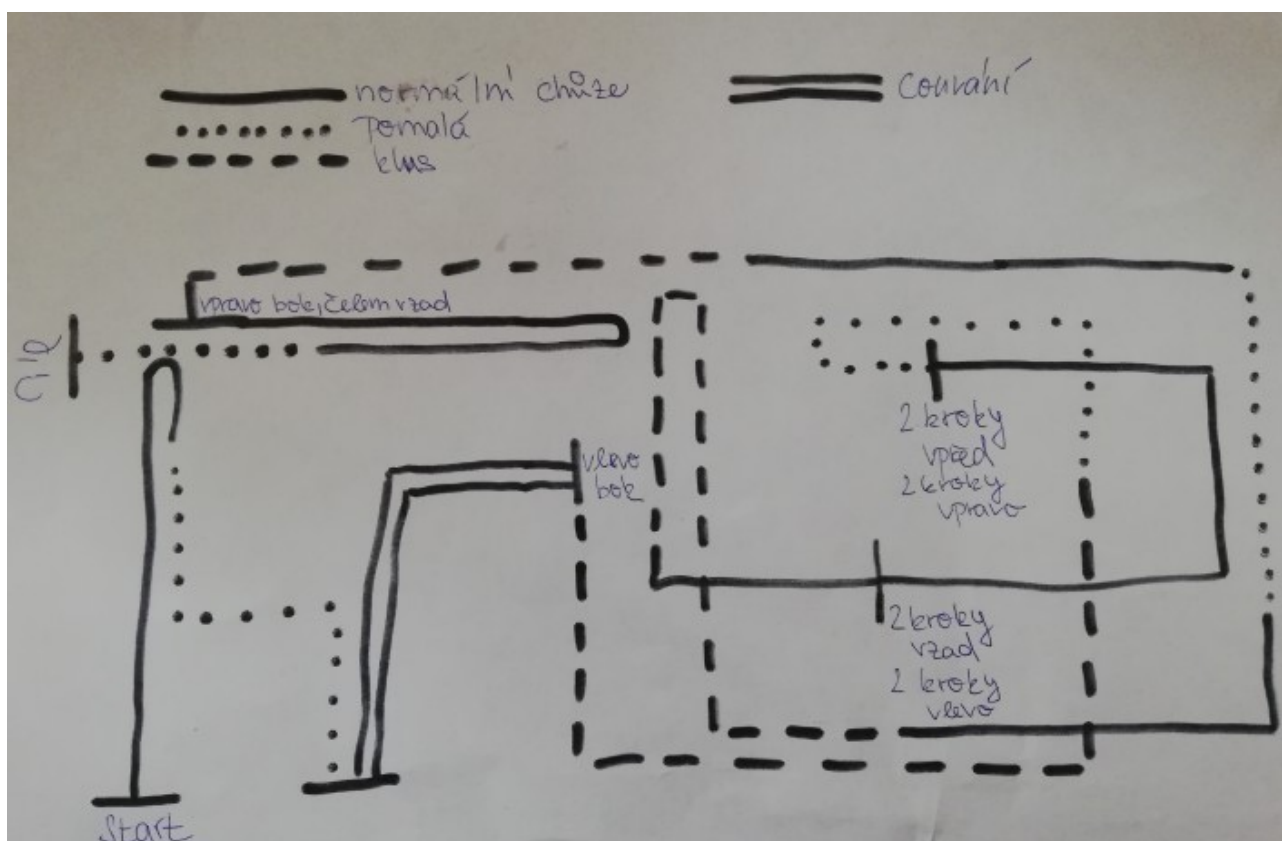 normální chůze
pomalá
klus
couvání
vpravo bok, čelem vzad
Cíl
vlevo
bok
2 kroky
vpřed
2 kroky
vpravo
2 kroky
vzad
2 kroky
vlevo
Start